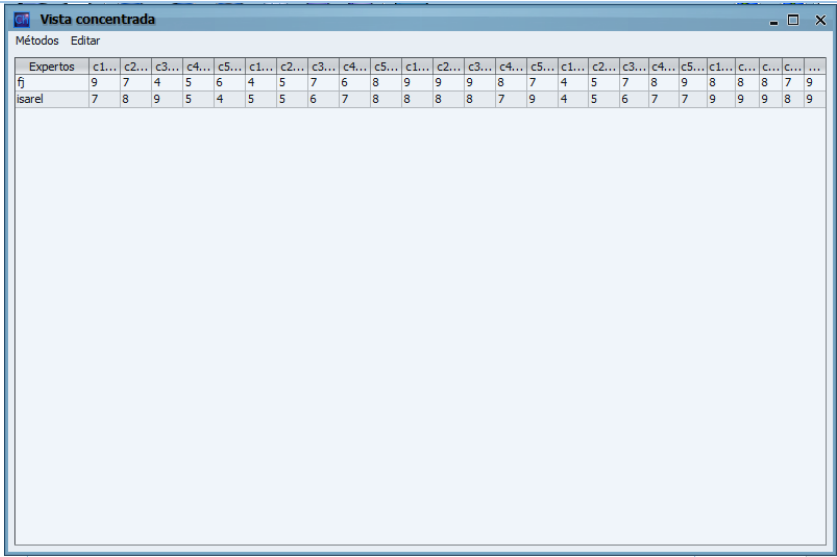 GM Vista concentrada
Métodos Editar
Expertos c1... c2... c3... c4... c5... c1... c2... c3... c4... c5... c1... c2... c3... c4... c5... c1... c2... c3... c4... c5... c1... c... c... c... ...
fj 9 7 4 5 6 4 5 7 6 8 9 9 9 8 7 4 5 7 8 9 8 8 8 7 9
isarel 7 8 9 5 4 5 5 6 7 8 8 8 8 7 9 4 5 6 7 7 9 9 9 8 9